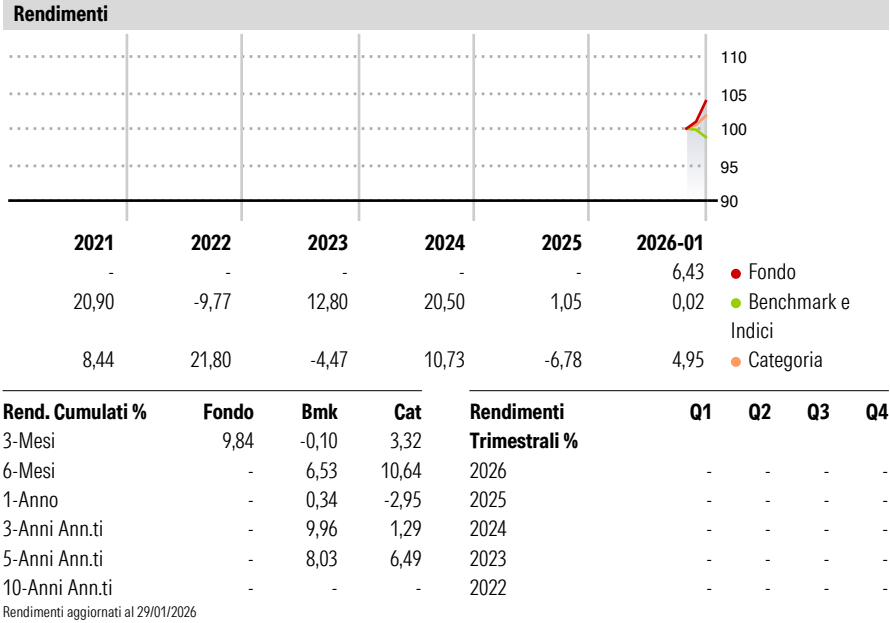 Rendimenti
110
105
100
95
90
2021 2022 2023 2024 2025 2026-01
- - - - - 6,43 Fondo
20,90 -9,77 12,80 20,50 1,05 0,02 Benchmark e
Indici
8,44 21,80 -4,47 10,73 -6,78 4,95 Categoria
Rend. Cumulati % Fondo Bmk Cat
3-Mesi 9,84 -0,10 3,32
6-Mesi - 6,53 10,64
1-Anno - 0,34 -2,95
3-Anni Ann.ti - 9,96 1,29
5-Anni Ann.ti - 8,03 6,49
10-Anni Ann.ti - - -
Rendimenti aggiornati al 29/01/2026
Rendimenti Q1 Q2 Q3 Q4
Trimestrali %
2026 - - - -
2025 - - - -
2024 - - - -
2023 - - - -
2022 - - - -